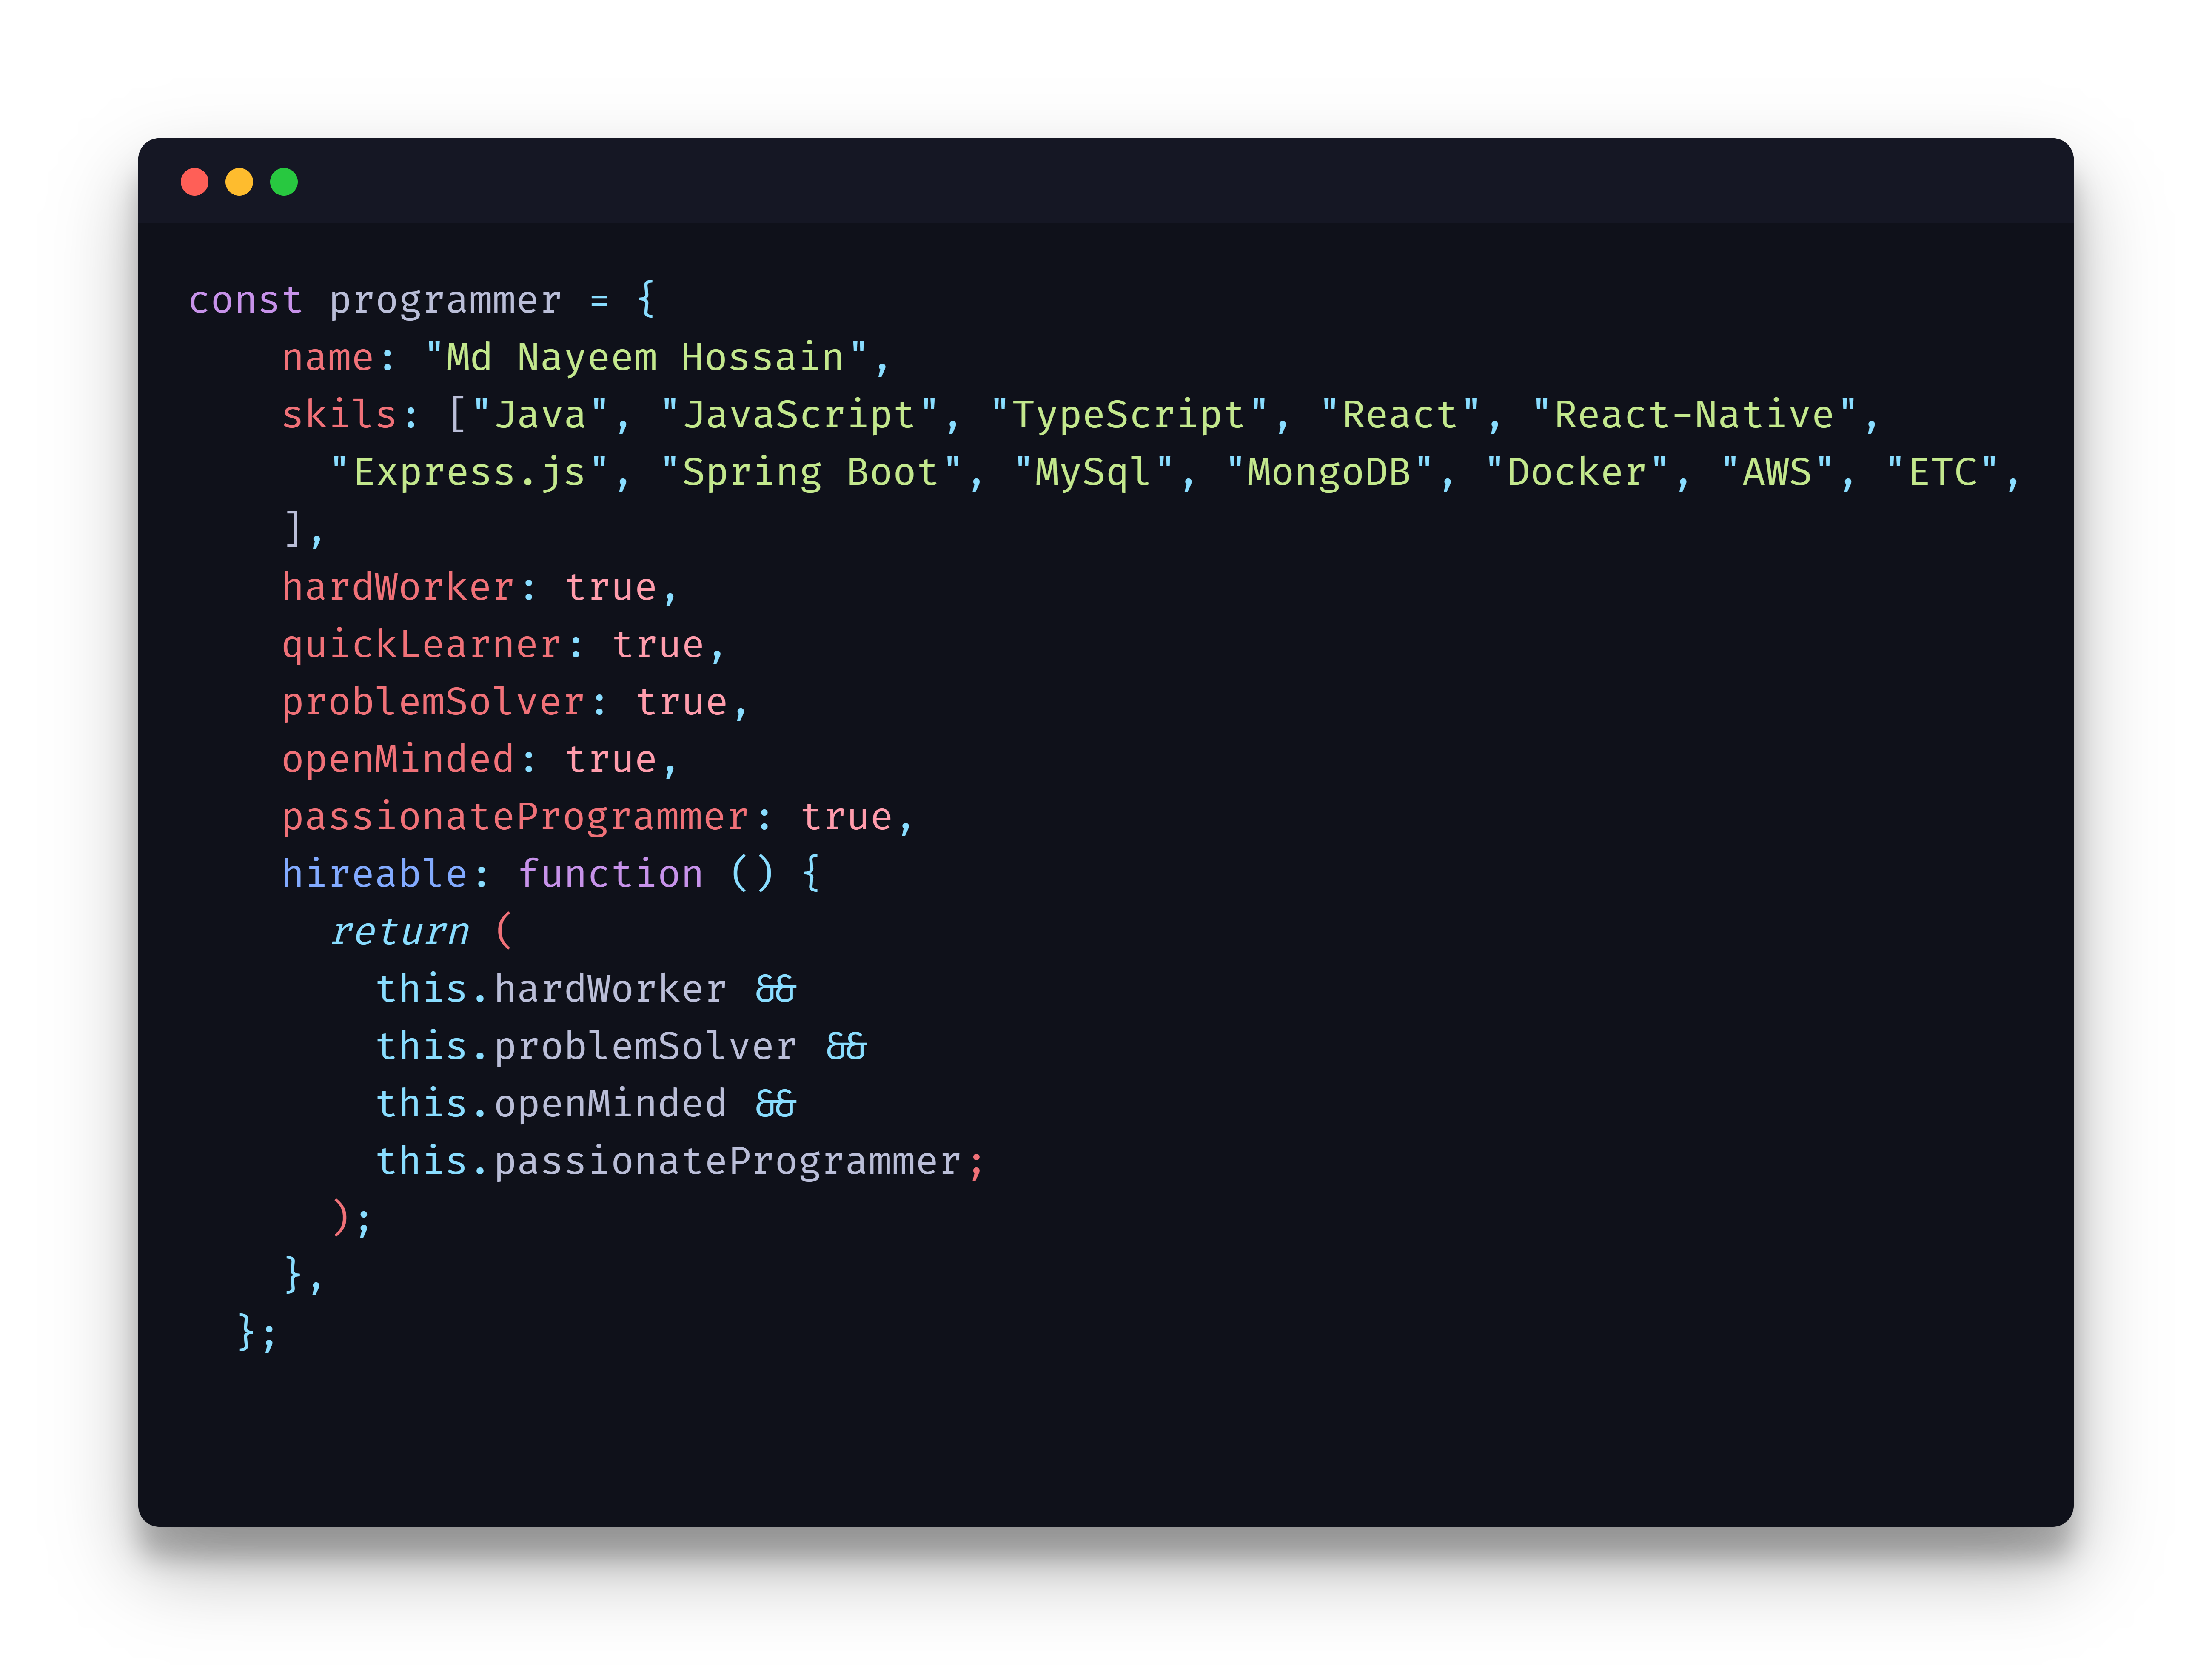 const programmer = {
    name: "Md Nayeem Hossain",
    skils: ["Java", "JavaScript", "TypeScript", "React", "React-Native",
      "Express.js", "Spring Boot", "MySql", "MongoDB", "Docker", "AWS", "ETC",
    ],
    hardWorker: true,
    quickLearner: true,
    problemSolver: true,
    openMinded: true,
    passionateProgrammer: true,
    hireable: function () {
      return (
        this.hardWorker &&
        this.problemSolver &&
        this.openMinded &&
        this.passionateProgrammer;
      );
    },
  };